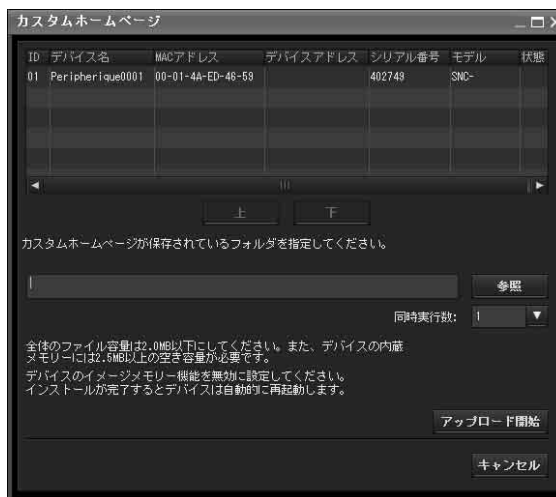 カスタムホームページ
ID デバイス名 MACアドレス デバイスアドレス シリアル番号 モデル 状態
01 Peripherique0001 00-01-4A-ED-46-59 402749 SNC-
上 下
カスタムホームページが保存されているフォルダを指定してください。
参照
同時実行数: 1
全体のファイル容量は2.0MB以下にしてください。また、デバイスの内蔵
メモリーには2.5MB以上の空き容量が必要です。
デバイスのイメージメモリー機能を無効に設定してください。
インストールが完了するとデバイスは自動的に再起動します。
アップロード開始
キャンセル